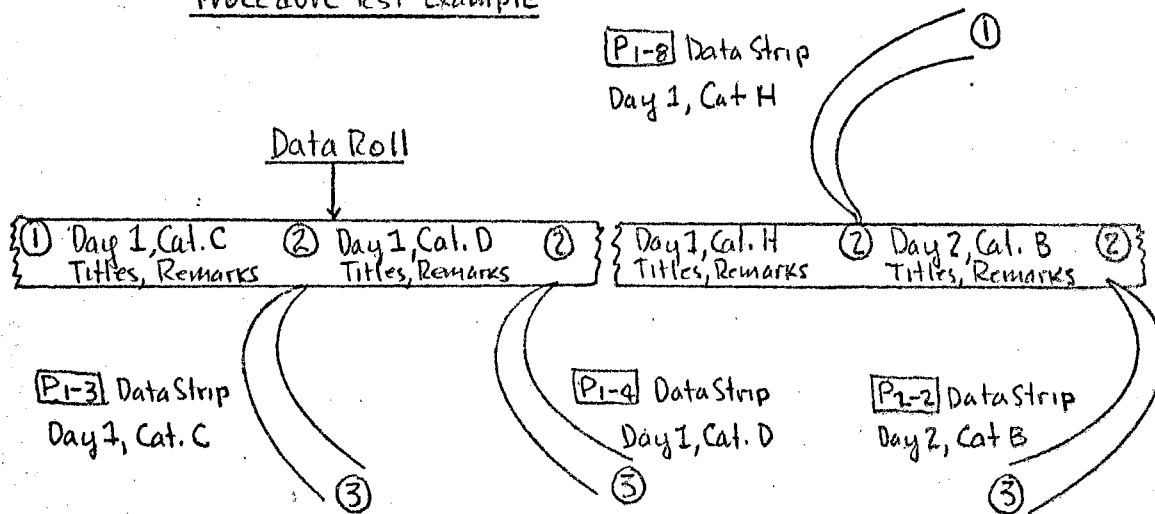 Procedure Test Example
P1-8 Data Strip
Day 1, Cat H
①
Data Roll
① Day 1, Cal. C ② Day 1, Cal. D ②
Titles, Remarks Titles, Remarks
Day 1, Cal. H ② Day 2, Cal. B ②
Titles, Remarks Titles, Remarks
P1-3 Data Strip
Day 1, Cat. C
③
P1-4 Data Strip
Day 1, Cal. D
③
P2-2 Data Strip
Day 2, Cat B
③